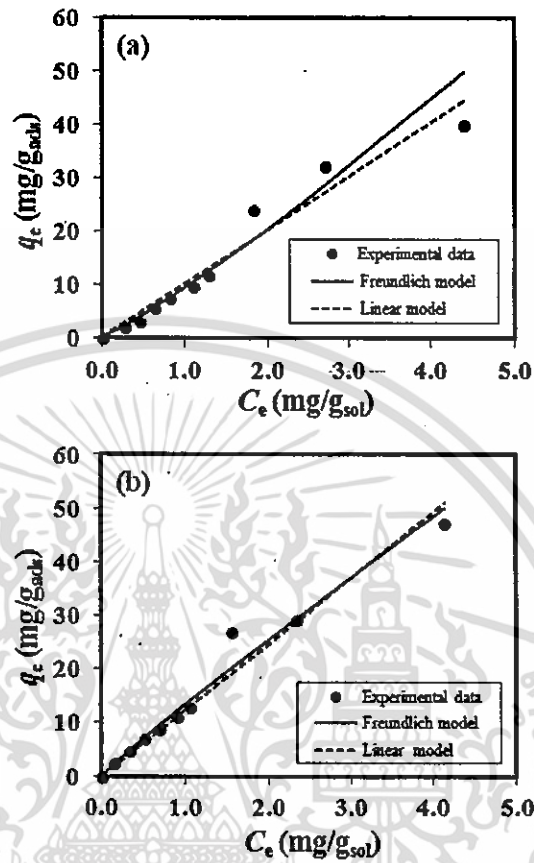 60
(a)
50
40
30
20
10
0
qe (mg/gads)
Experimental data
Freundlich model
Linear model
0.0 1.0 2.0 3.0 4.0 5.0
Ce (mg/gsol)
60
(b)
50
40
30
20
10
0
qe (mg/gads)
Experimental data
Freundlich model
Linear model
0.0 1.0 2.0 3.0 4.0 5.0
Ce (mg/gsol)